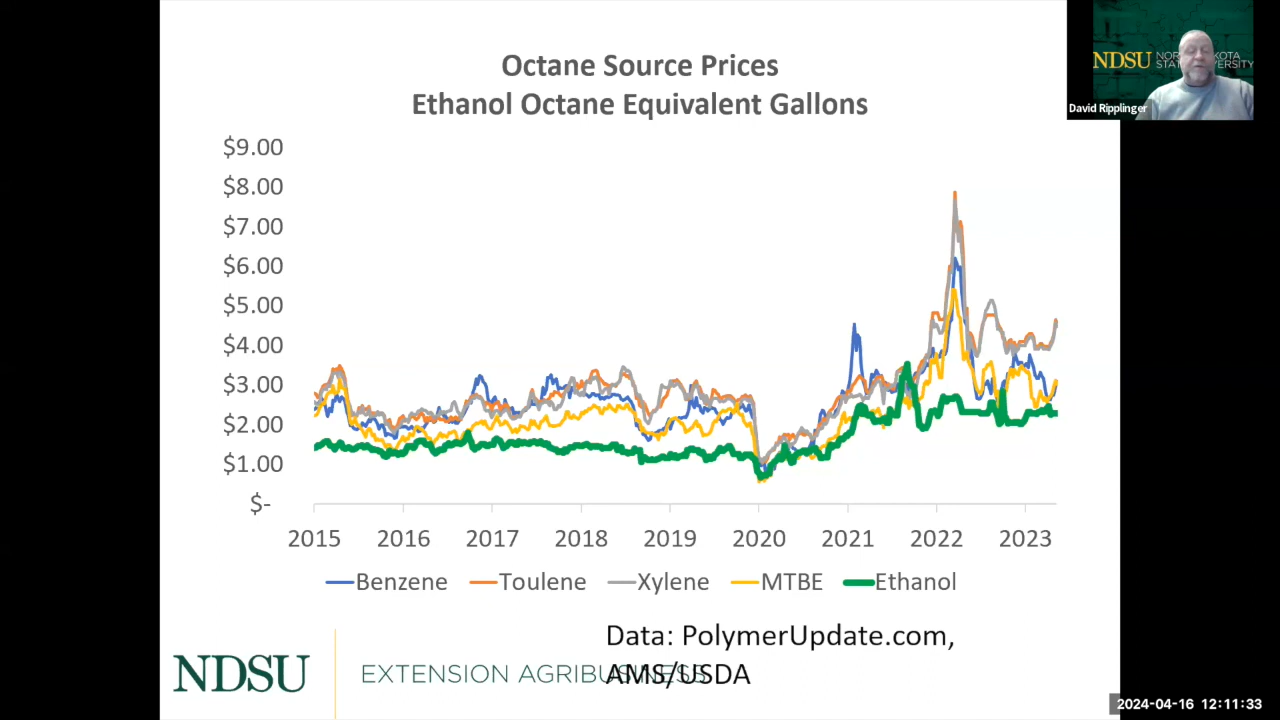 Octane Source Prices
Ethanol Octane Equivalent Gallons
NDSU NORTH DAKOTA
STATE UNIVERSITY
David Ripplinger
$9.00
$8.00
$7.00
$6.00
$5.00
$4.00
$3.00
$2.00
$1.00
$-
2015 2016 2017 2018 2019 2020 2021 2022 2023
Benzene Toulene Xylene MTBE Ethanol
Data: PolymerUpdate.com,
AMS/USDA
NDSU EXTENSION AGRIBUSINESS
2024-04-16 12:11:33